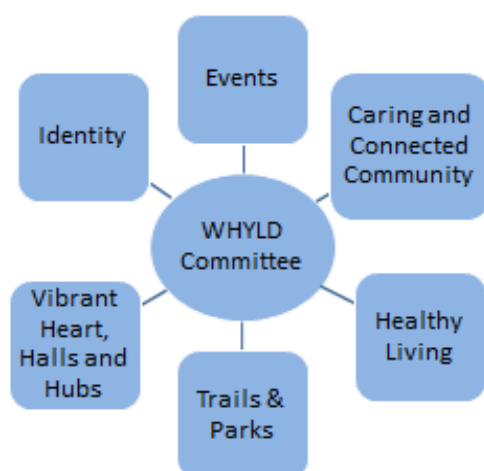 Events
Identity
Caring and
Connected
Community
WHYLD
Committee
Vibrant
Heart,
Halls and
Hubs
Healthy
Living
Trails &
Parks